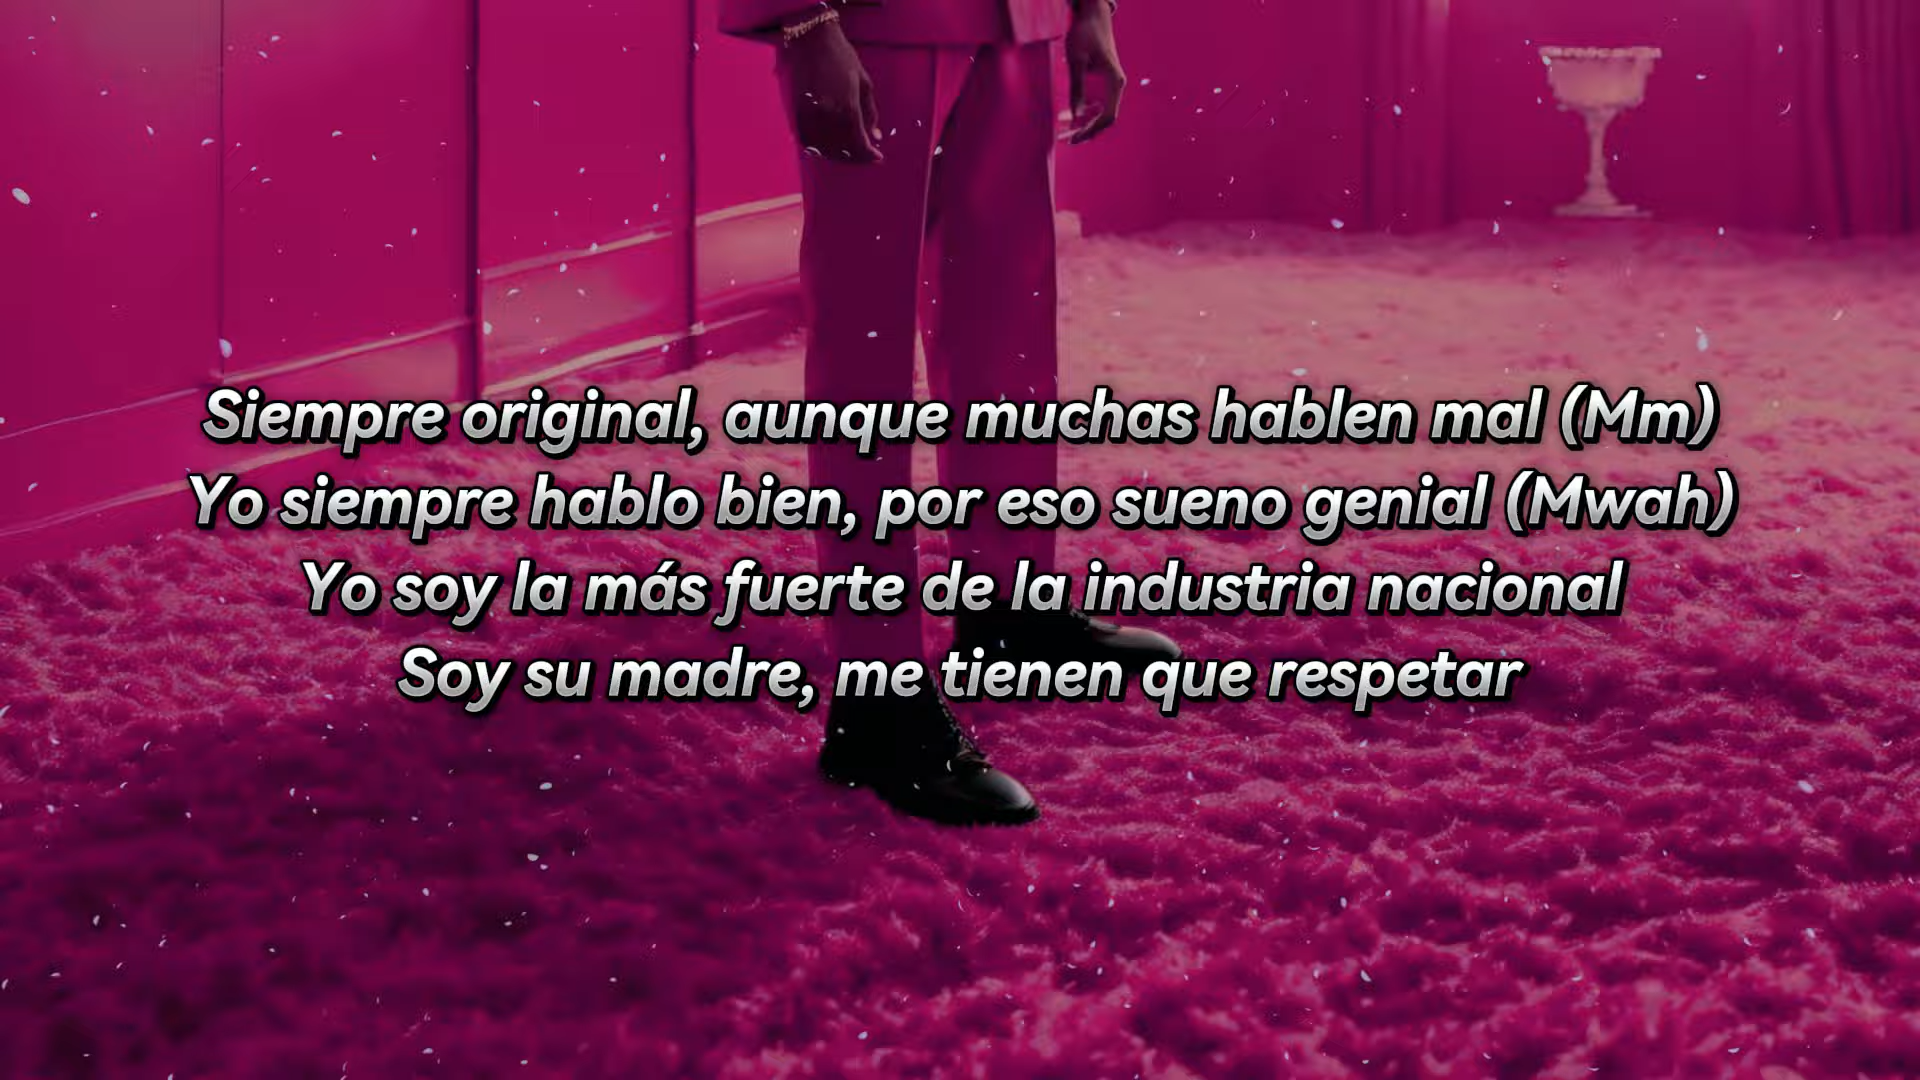 Siempre original, aunque muchas hablen mal (Mm)
Yo siempre hablo bien, por eso sueno genial (Mwah)
Yo soy la más fuerte de la industria nacional
Soy su madre, me tienen que respetar